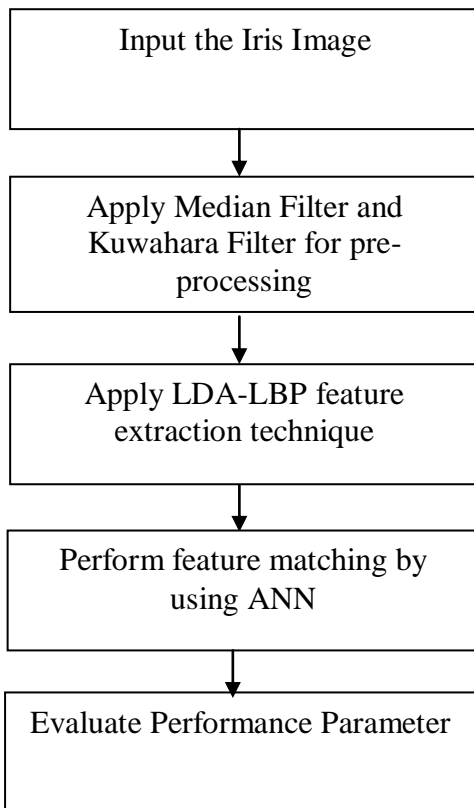 Input the Iris Image
Apply Median Filter and
Kuwahara Filter for pre-
processing
Apply LDA-LBP feature
extraction technique
Perform feature matching by
using ANN
Evaluate Performance Parameter